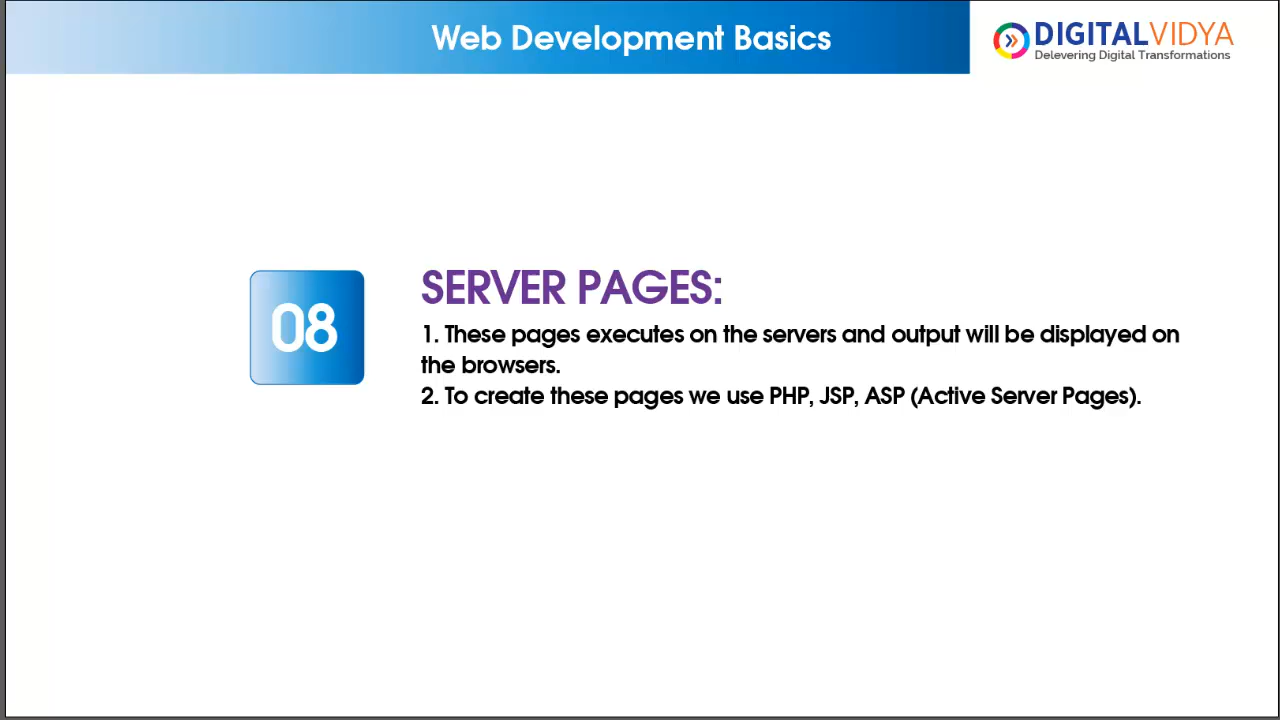 Web Development Basics
DIGITALVIDYA
Delevering Digital Transformations
08
SERVER PAGES:
1. These pages executes on the servers and output will be displayed on
the browsers.
2. To create these pages we use PHP, JSP, ASP (Active Server Pages).